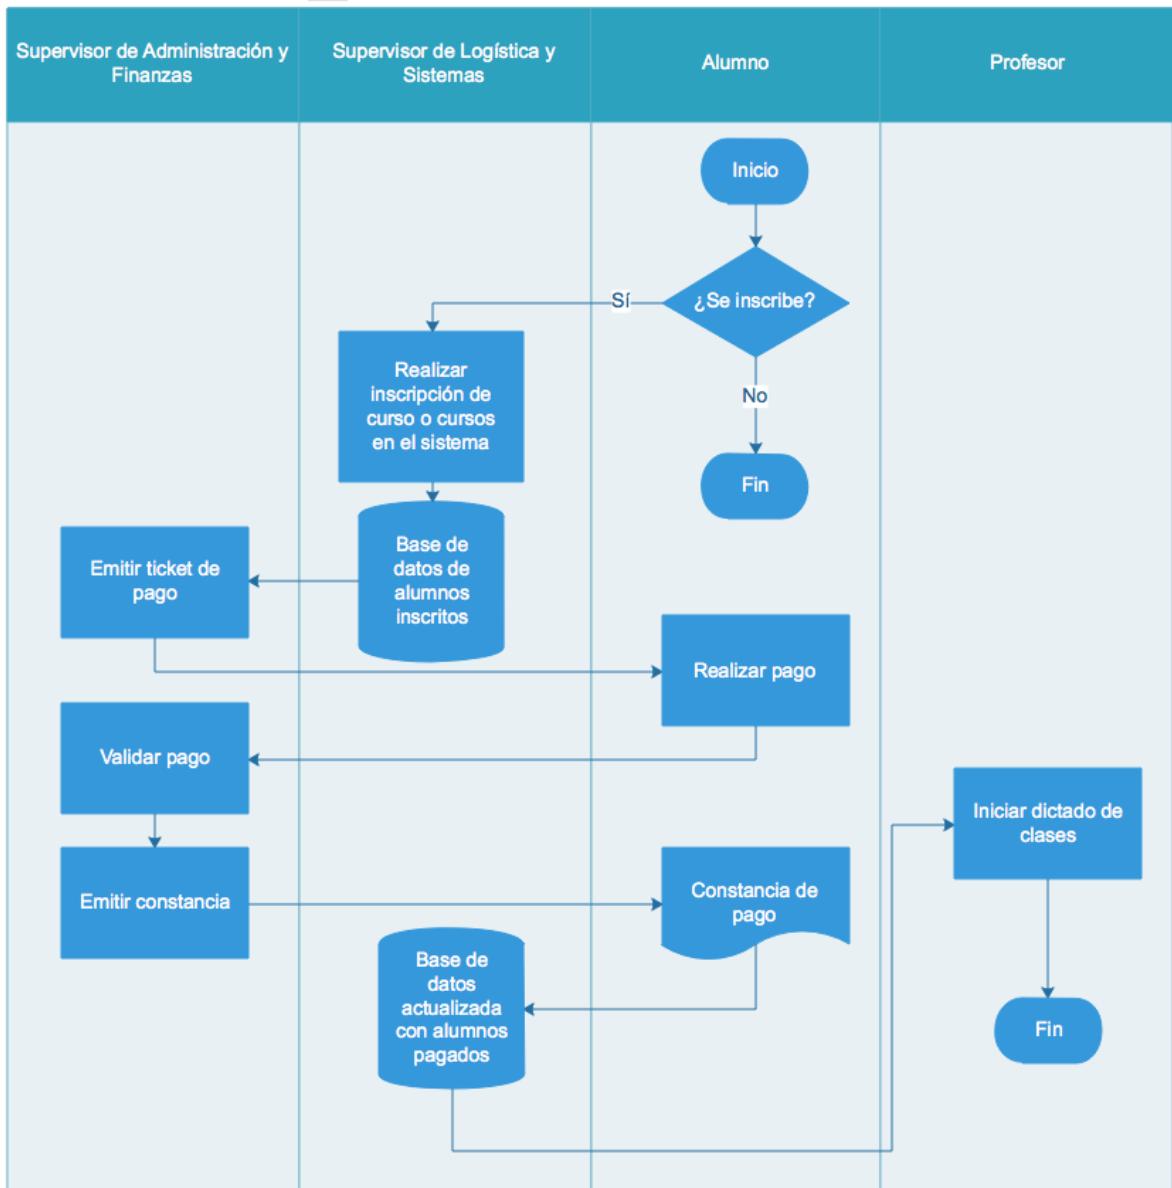 Supervisor de Administración y
Finanzas
Supervisor de Logística y
Sistemas
Alumno
Profesor
Inicio
¿Se inscribe?
Sí
No
Fin
Realizar
inscripción de
curso o cursos
en el sistema
Base de
datos de
alumnos
inscritos
Emitir ticket de
pago
Realizar pago
Validar pago
Emitir constancia
Constancia de
pago
Base de
datos
actualizada
con alumnos
pagados
Iniciar dictado de
clases
Fin